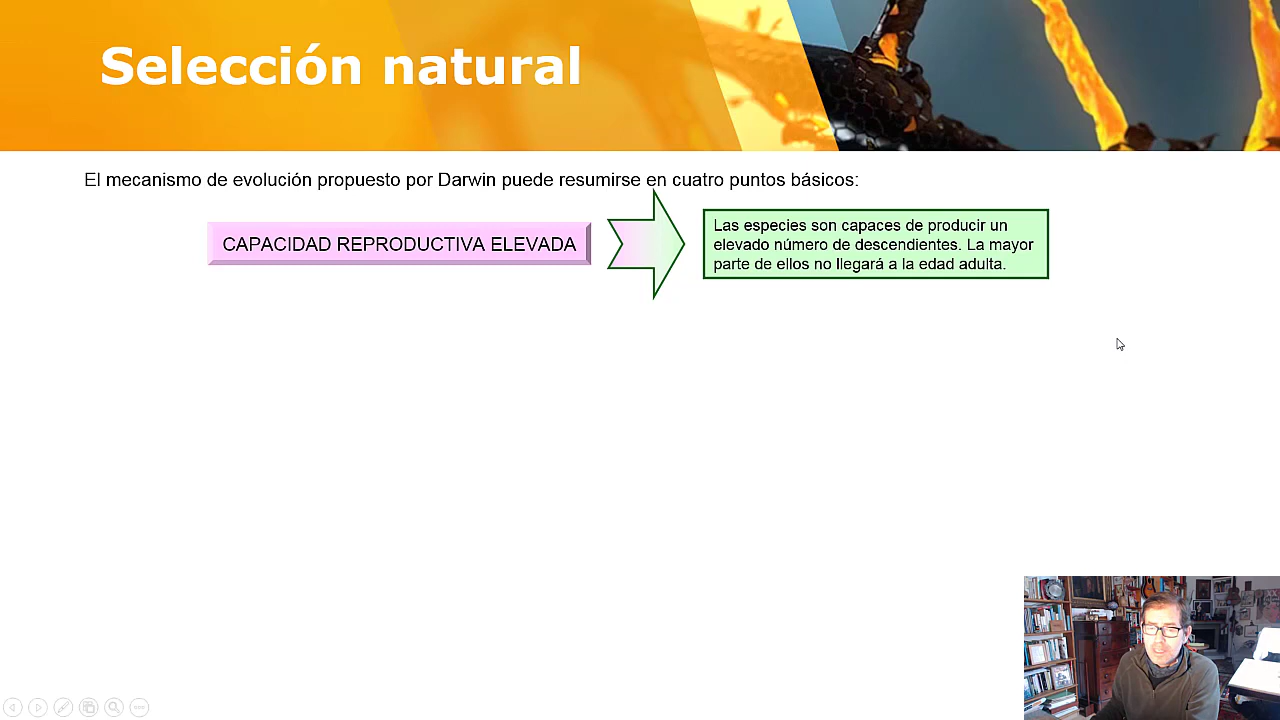 Selección natural
El mecanismo de evolución propuesto por Darwin puede resumirse en cuatro puntos básicos:
CAPACIDAD REPRODUCTIVA ELEVADA
Las especies son capaces de producir un
elevado número de descendientes. La mayor
parte de ellos no llegará a la edad adulta.